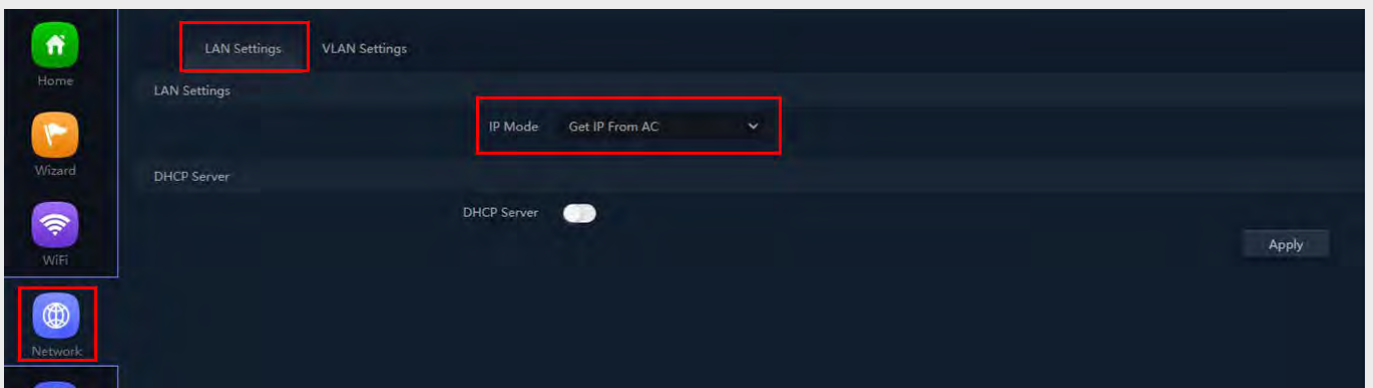 LAN Settings VLAN Settings
Home
LAN Settings
IP Mode Get IP From AC
Wizard
DHCP Server
DHCP Server
WiFi
Apply
Network